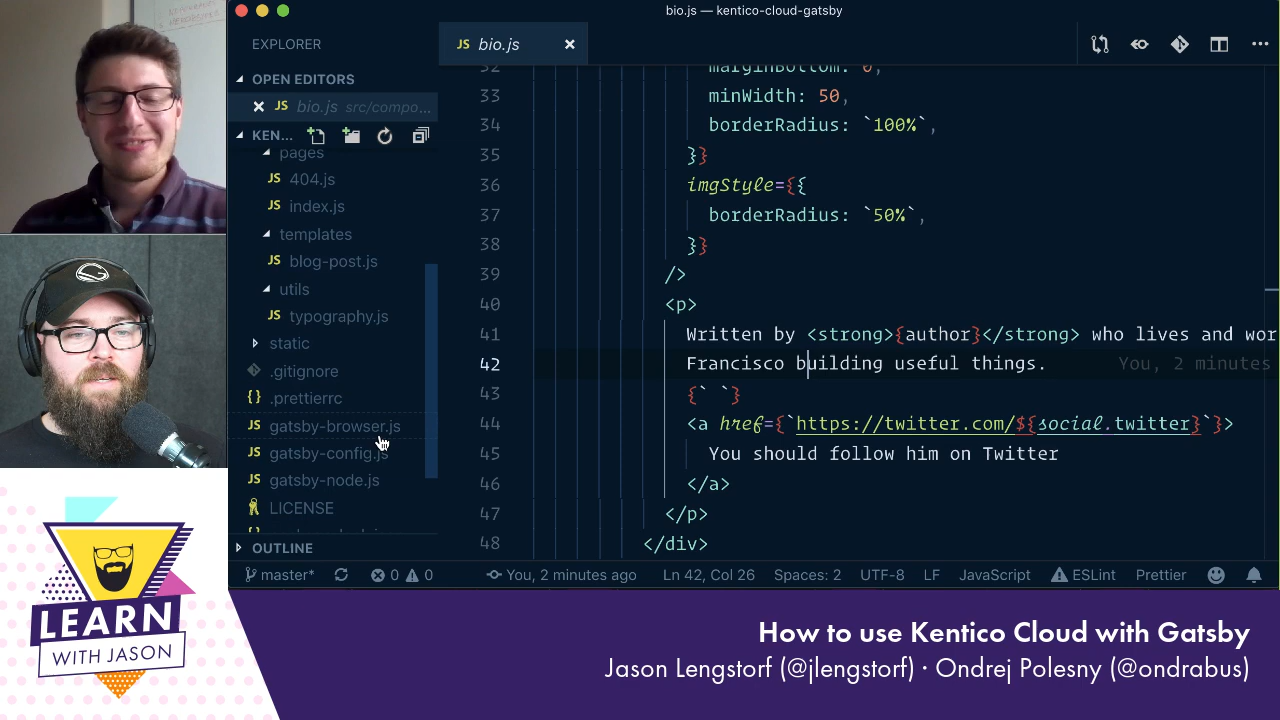 bio.js — kentico-cloud-gatsby
EXPLORER
OPEN EDITORS
JS bio.js src/compo...
KEN...
pages
JS 404.js
JS index.js
templates
JS blog-post.js
utils
JS typography.js
static
.gitignore
{ } .prettierrc
JS gatsby-browser.js
JS gatsby-config.js
JS gatsby-node.js
LICENSE
OUTLINE
JS bio.js
32 marginBottom: 0,
33 minWidth: 50,
34 borderRadius: `100%`,
35 }}
36 imgStyle={{
37 borderRadius: `50%`,
38 }}
39 />
40 <p>
41 Written by <strong>{author}</strong> who lives and wor
42 Francisco building useful things. You, 2 minutes
43 {` `}
44 <a href={`https://twitter.com/${social.twitter}`}>
45 You should follow him on Twitter
46 </a>
47 </p>
48 </div>
master* 0 0 You, 2 minutes ago Ln 42, Col 26 Spaces: 2 UTF-8 LF JavaScript ESLint Prettier
LEARN
WITH JASON
How to use Kentico Cloud with Gatsby
Jason Lengstorf (@jlengstorf) · Ondrej Polesny (@ondrabus)